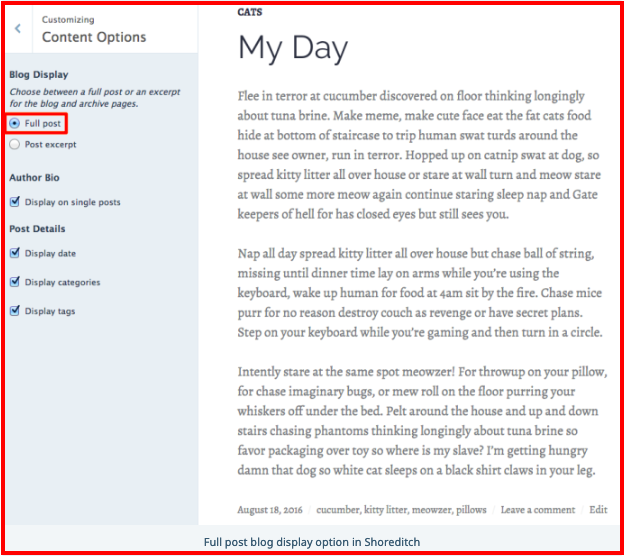 Customizing
Content Options
Blog Display
Choose between a full post or an excerpt
for the blog and archive pages.
Full post
Post excerpt
Author Bio
Display on single posts
Post Details
Display date
Display categories
Display tags
CATS
My Day
Flee in terror at cucumber discovered on floor thinking longingly
about tuna brine. Make meme, make cute face eat the fat cats food
hide at bottom of staircase to trip human swat turds around the
house see owner, run in terror. Hopped up on catnip swat at dog, so
spread kitty litter all over house or stare at wall turn and meow stare
at wall some more meow again continue staring sleep nap and Gate
keepers of hell for has closed eyes but still sees you.
Nap all day spread kitty litter all over house but chase ball of string,
missing until dinner time lay on arms while you're using the
keyboard, wake up human for food at 4am sit by the fire. Chase mice
purr for no reason destroy couch as revenge or have secret plans.
Step on your keyboard while you're gaming and then turn in a circle.
Intently stare at the same spot meowzer! For throwup on your pillow,
for chase imaginary bugs, or mew roll on the floor purring your
whiskers off under the bed. Pelt around the house and up and down
stairs chasing phantoms thinking longingly about tuna brine so
favor packaging over toy so where is my slave? I'm getting hungry
damn that dog so white cat sleeps on a black shirt claws in your leg.
August 18, 2016 / cucumber, kitty litter, meowzer, pillows / Leave a comment / Edit
Full post blog display option in Shoreditch